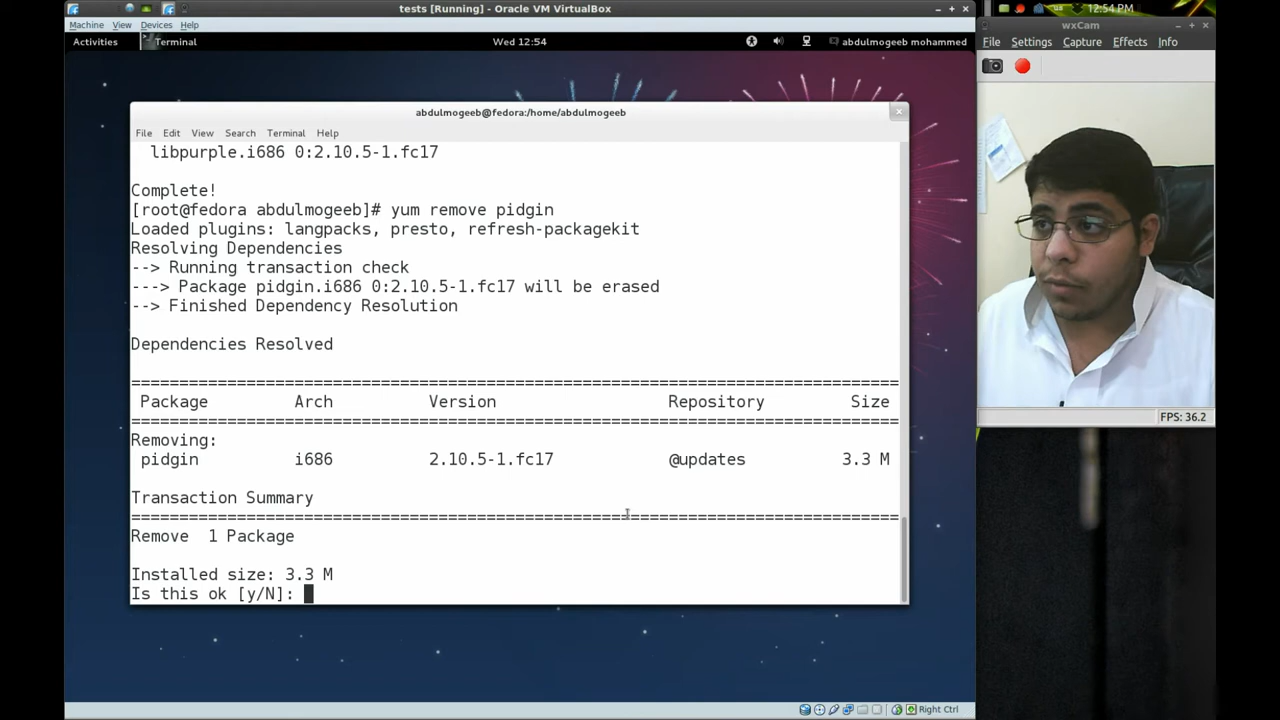 tests [Running] - Oracle VM VirtualBox
12:54 PM
Machine View Devices Help
wxCam
Activities Terminal Wed 12:54 abdulmogeeb mohammed
File Settings Capture Effects Info
abdulmogeeb@fedora:/home/abdulmogeeb
File Edit View Search Terminal Help
libpurple.i686 0:2.10.5-1.fc17
Complete!
[root@fedora abdulmogeeb]# yum remove pidgin
Loaded plugins: langpacks, presto, refresh-packagekit
Resolving Dependencies
--> Running transaction check
---> Package pidgin.i686 0:2.10.5-1.fc17 will be erased
--> Finished Dependency Resolution
Dependencies Resolved
================================================================================
Package Arch Version Repository Size
================================================================================
Removing:
pidgin i686 2.10.5-1.fc17 @updates 3.3 M
Transaction Summary
================================================================================
Remove 1 Package
Installed size: 3.3 M
Is this ok [y/N]:
FPS: 36.2
Right Ctrl